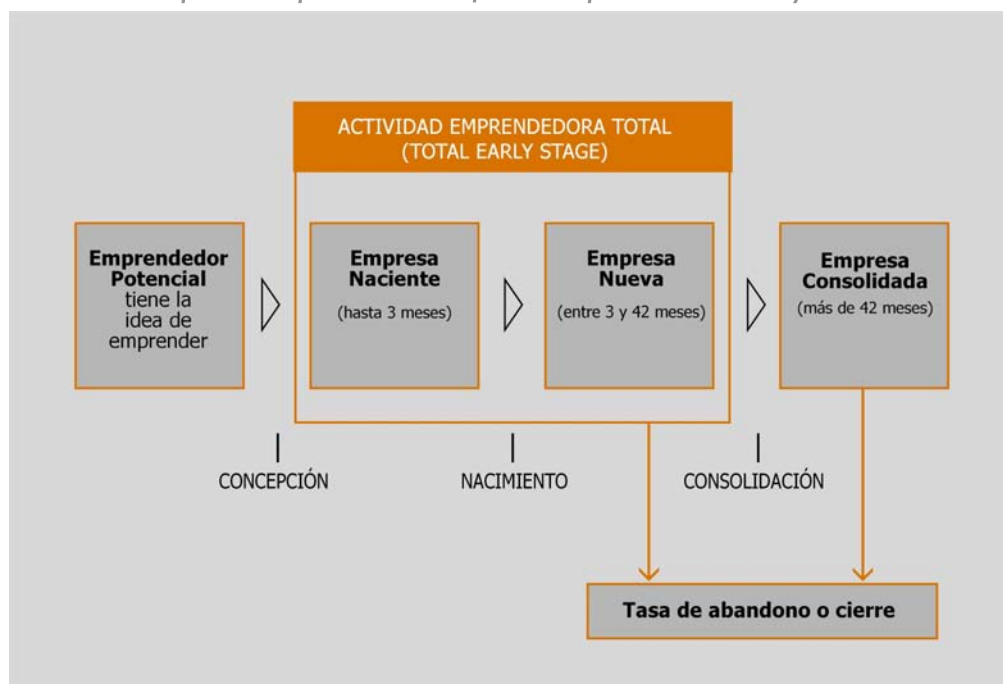 ACTIVIDAD EMPRENDEDORA TOTAL
(TOTAL EARLY STAGE)
Emprendedor
Potencial
tiene la
idea de
emprender
Empresa
Naciente
(hasta 3 meses)
Empresa
Nueva
(entre 3 y 42 meses)
Empresa
Consolidada
(más de 42 meses)
CONCEPCIÓN
NACIMIENTO
CONSOLIDACIÓN
Tasa de abandono o cierre